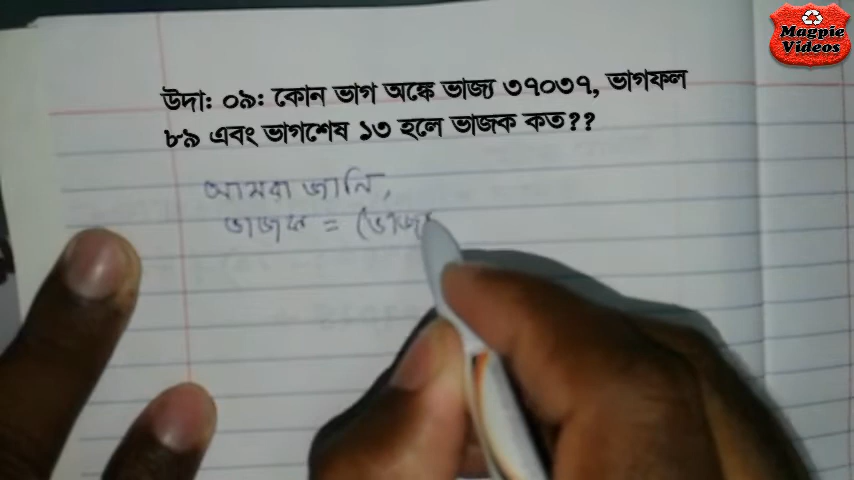 Magpie
Videos
উদা: ০৯: কোন ভাগ অঙ্কে ভাজ্য ৩৭০৩৭, ভাগফল
৮৯ এবং ভাগশেষ ১৩ হলে ভাজক কত??
আমরা জানি,
ভাজক = (ভাজ্য